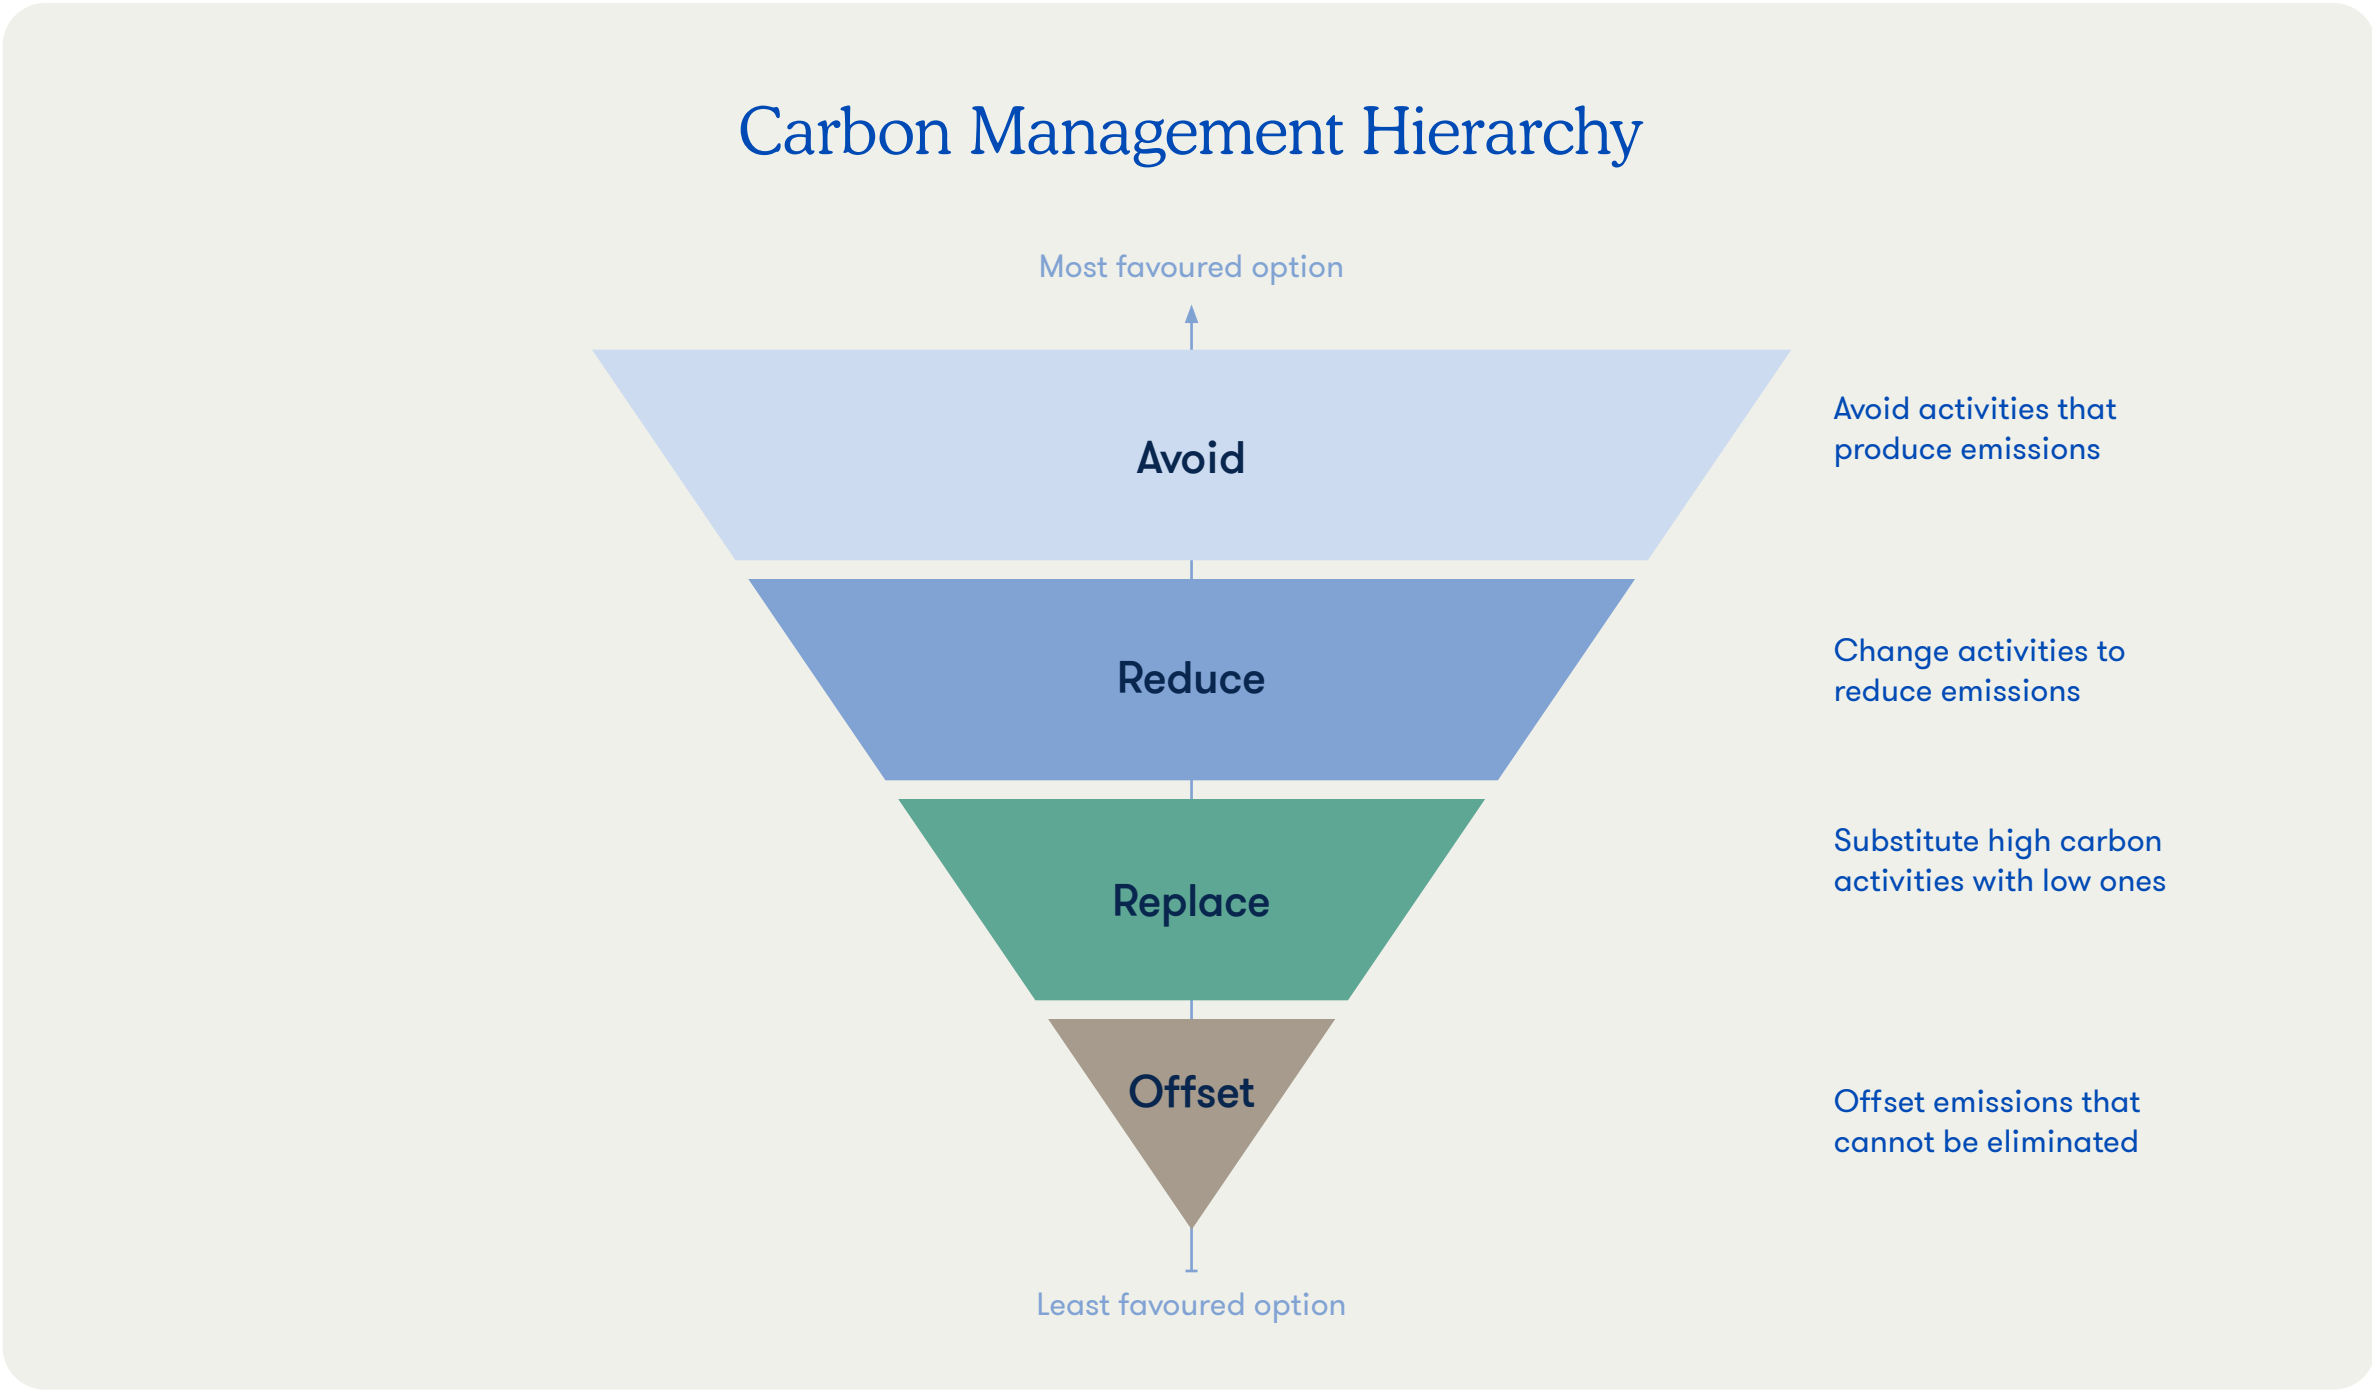 Carbon Management Hierarchy
Most favoured option
Avoid
Avoid activities that
produce emissions
Reduce
Change activities to
reduce emissions
Replace
Substitute high carbon
activities with low ones
Offset
Offset emissions that
cannot be eliminated
Least favoured option